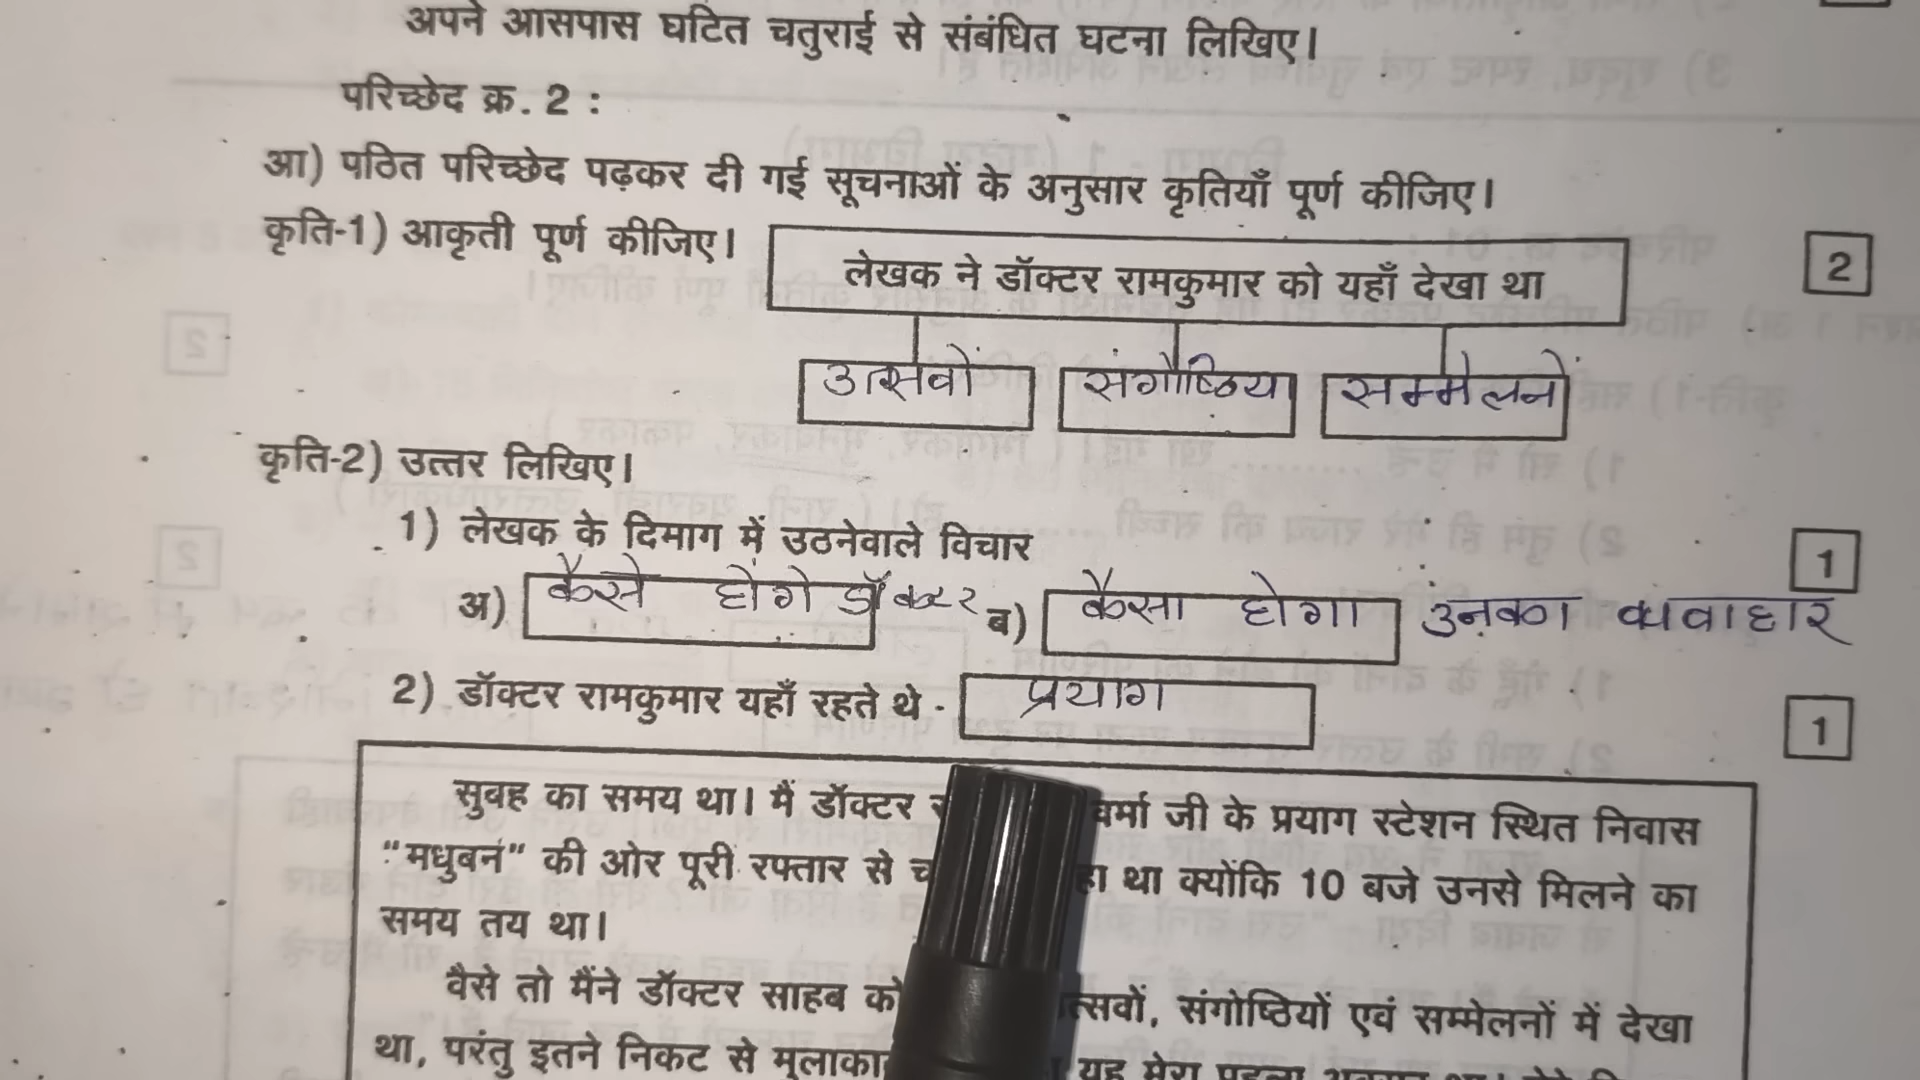 अपने आसपास घटित चतुराई से संबंधित घटना लिखिए।
परिच्छेद क्र. 2 :
आ) पठित परिच्छेद पढ़कर दी गई सूचनाओं के अनुसार कृतियाँ पूर्ण कीजिए।
कृति-1) आकृती पूर्ण कीजिए।
लेखक ने डॉक्टर रामकुमार को यहाँ देखा था
2
उत्सवों संगौष्ठिया सम्मेलनों
कृति-2) उत्तर लिखिए।
1) लेखक के दिमाग में उठनेवाले विचार
1
अ) कैसे होंगे डॉक्टर ब) कैसा होगा उनका व्यवाहार
2) डॉक्टर रामकुमार यहाँ रहते थे - प्रयाग
1
सुबह का समय था। मैं डॉक्टर वर्मा जी के प्रयाग स्टेशन स्थित निवास
"मधुबन" की ओर पूरी रफ्तार से था क्योंकि 10 बजे उनसे मिलने का
समय तय था।
वैसे तो मैंने डॉक्टर साहब को संगोष्ठियों एवं सम्मेलनों में देखा
था, परंतु इतने निकट से यह मेरा पहला